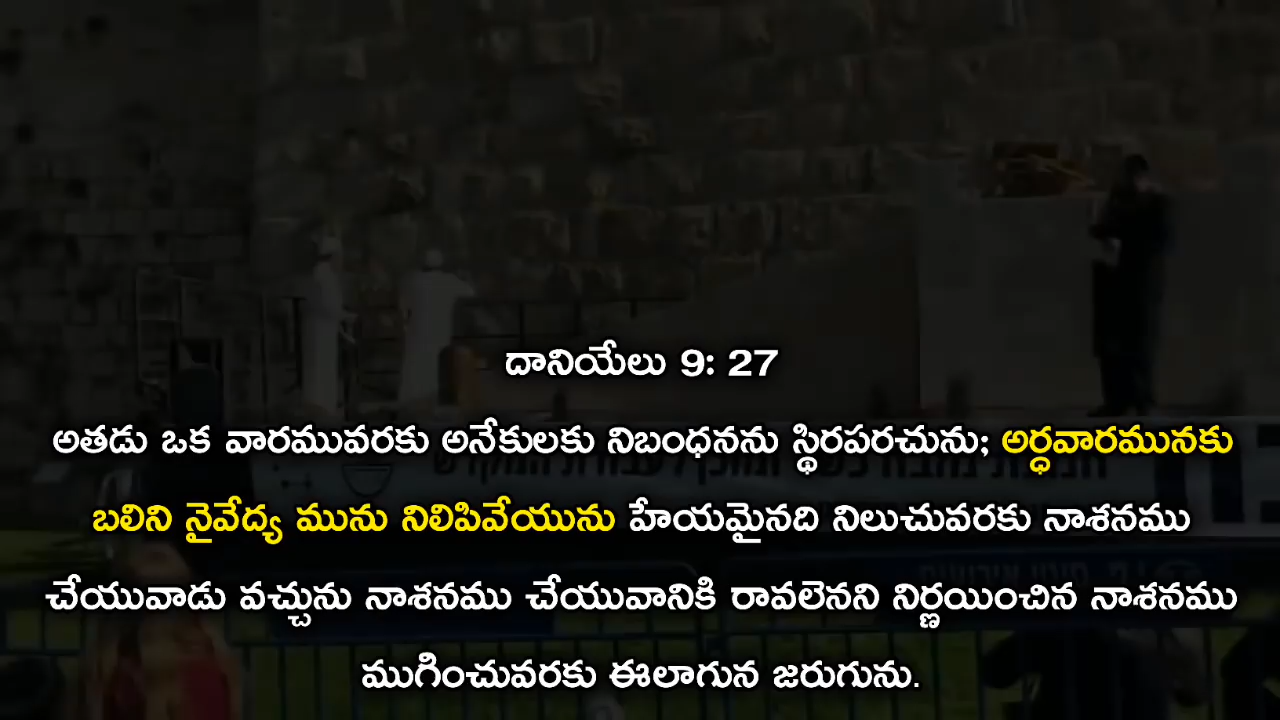 దానియేలు 9: 27
అతడు ఒక వారమువరకు అనేకులకు నిబంధనను స్థిరపరచును; అర్ధవారమునకు
బలిని నైవేద్య మును నిలిపివేయును హేయమైనది నిలుచువరకు నాశనము
చేయువాడు వచ్చును నాశనము చేయువానికి రావలెనని నిర్ణయించిన నాశనము
ముగించువరకు ఈలాగున జరుగును.